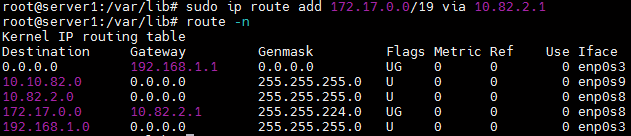 root@server1:/var/lib# sudo ip route add 172.17.0.0/19 via 10.82.2.1
root@server1:/var/lib# route -n
Kernel IP routing table
Destination Gateway Genmask Flags Metric Ref Use Iface
0.0.0.0 192.168.1.1 0.0.0.0 UG 0 0 0 enp0s3
10.10.82.0 0.0.0.0 255.255.255.0 U 0 0 0 enp0s9
10.82.2.0 0.0.0.0 255.255.255.0 U 0 0 0 enp0s8
172.17.0.0 10.82.2.1 255.255.224.0 UG 0 0 0 enp0s8
192.168.1.0 0.0.0.0 255.255.255.0 U 0 0 0 enp0s3